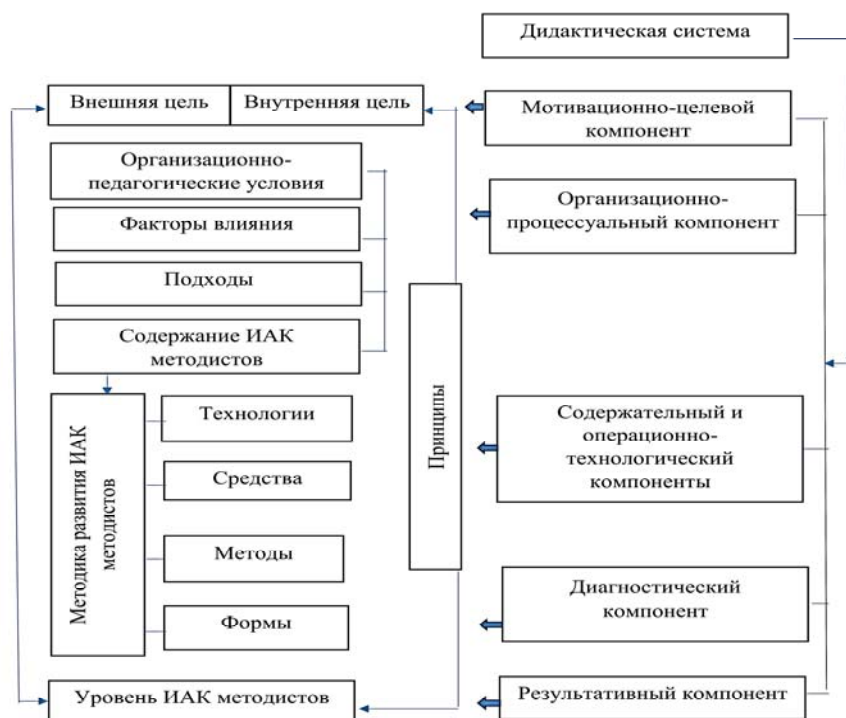 Дидактическая система
Внешняя цель
Внутренняя цель
Мотивационно-целевой
компонент
Организационно-
педагогические условия
Организационно-
процессуальный компонент
Факторы влияния
Подходы
Содержание ИАК
методистов
Принципы
Методика развития ИАК
методистов
Технологии
Средства
Методы
Формы
Содержательный и
операционно-
технологический
компоненты
Диагностический
компонент
Уровень ИАК методистов
Результативный компонент